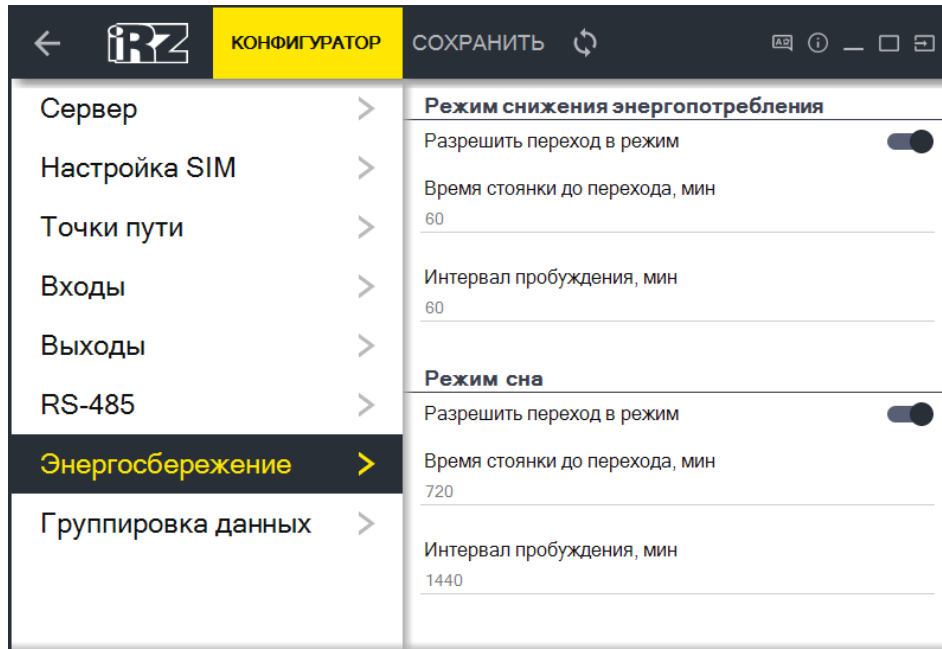 iRZ КОНФИГУРАТОР СОХРАНИТЬ
Сервер
Настройка SIM
Точки пути
Входы
Выходы
RS-485
Энергосбережение
Группировка данных
Режим снижения энергопотребления
Разрешить переход в режим
Время стоянки до перехода, мин
60
Интервал пробуждения, мин
60
Режим сна
Разрешить переход в режим
Время стоянки до перехода, мин
720
Интервал пробуждения, мин
1440